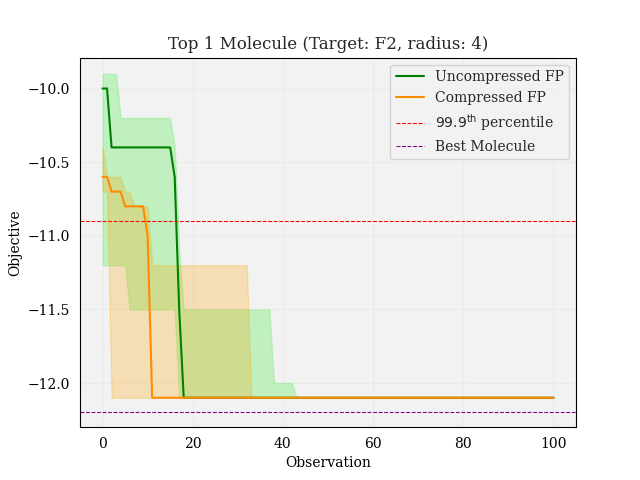 Top 1 Molecule (Target: F2, radius: 4)
Uncompressed FP
Compressed FP
99.9th percentile
Best Molecule
Objective
−10.0
−10.5
−11.0
−11.5
−12.0
0 20 40 60 80 100
Observation